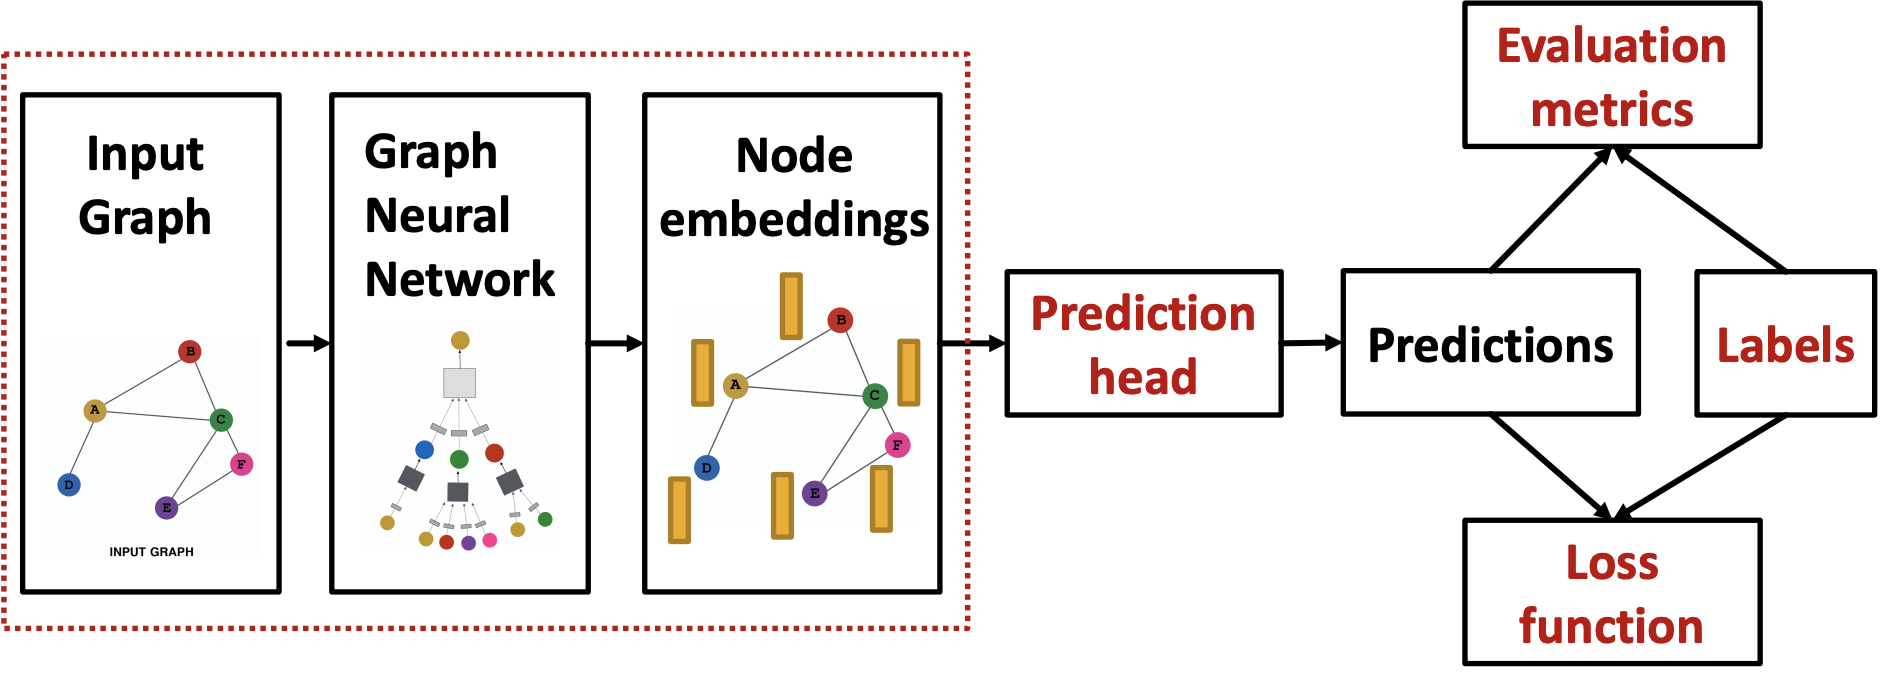 Input
Graph
B
A
C
F
D
E
INPUT GRAPH
Graph
Neural
Network
Node
embeddings
B
A
C
F
D
E
Prediction
head
Predictions
Labels
Evaluation
metrics
Loss
function